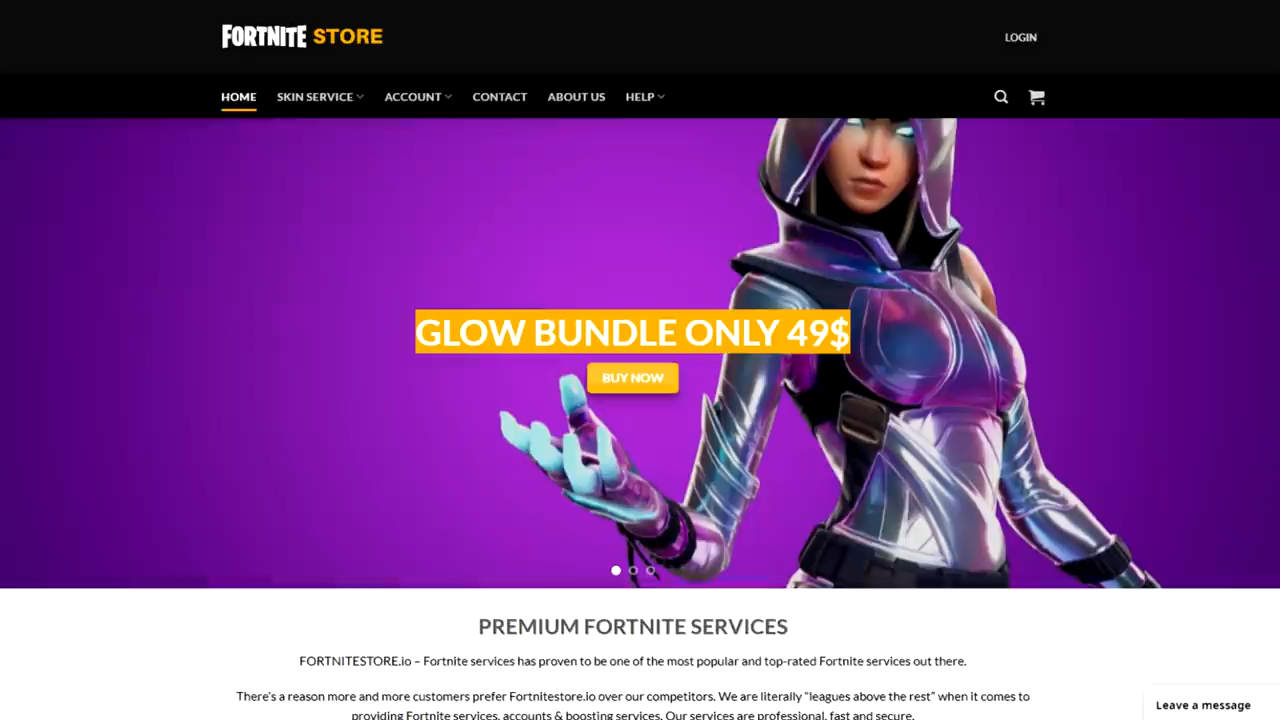 FORTNITE STORE
LOGIN
HOME SKIN SERVICE ACCOUNT CONTACT ABOUT US HELP
GLOW BUNDLE ONLY 49$
BUY NOW
PREMIUM FORTNITE SERVICES
FORTNITESTORE.io – Fortnite services has proven to be one of the most popular and top-rated Fortnite services out there.
There's a reason more and more customers prefer Fortnitestore.io over our competitors. We are literally “leagues above the rest” when it comes to
providing Fortnite services, accounts & boosting services. Our services are professional, fast and secure.
Leave a message